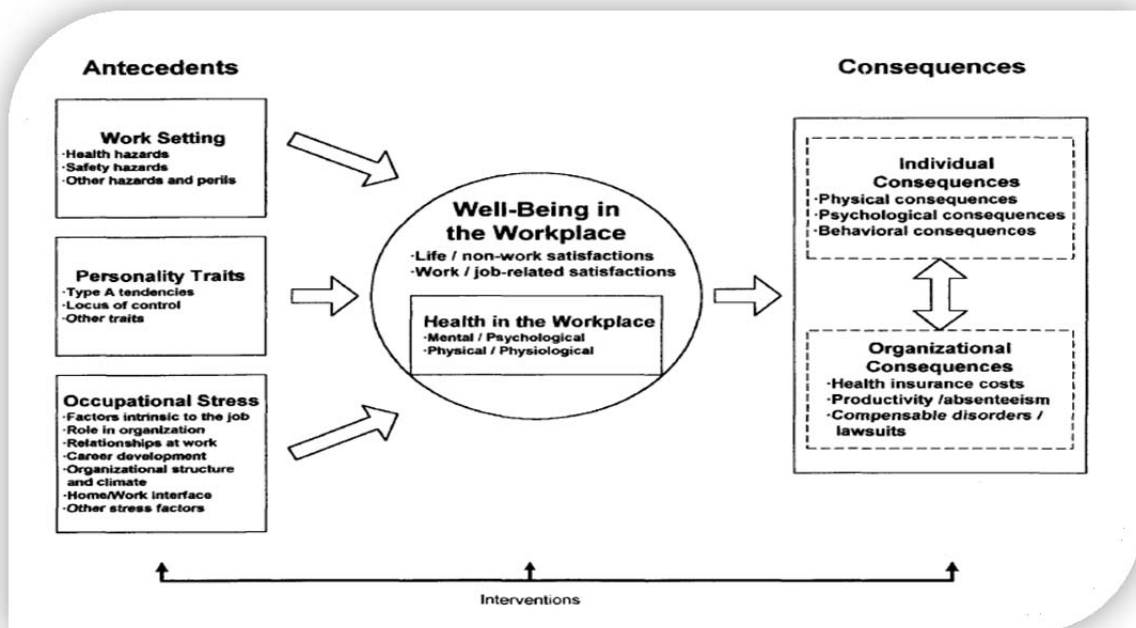 Antecedents
Work Setting
·Health hazards
·Safety hazards
·Other hazards and perils
Personality Traits
·Type A tendencies
·Locus of control
·Other traits
Occupational Stress
·Factors intrinsic to the job
·Role in organization
·Relationships at work
·Career development
·Organizational structure
and climate
·Home/Work interface
·Other stress factors
Well-Being in
the Workplace
·Life / non-work satisfactions
·Work / job-related satisfactions
Health in the Workplace
·Mental / Psychological
·Physical / Physiological
Consequences
Individual
Consequences
·Physical consequences
·Psychological consequences
·Behavioral consequences
Organizational
Consequences
·Health insurance costs
·Productivity /absenteeism
·Compensable disorders /
lawsuits
Interventions